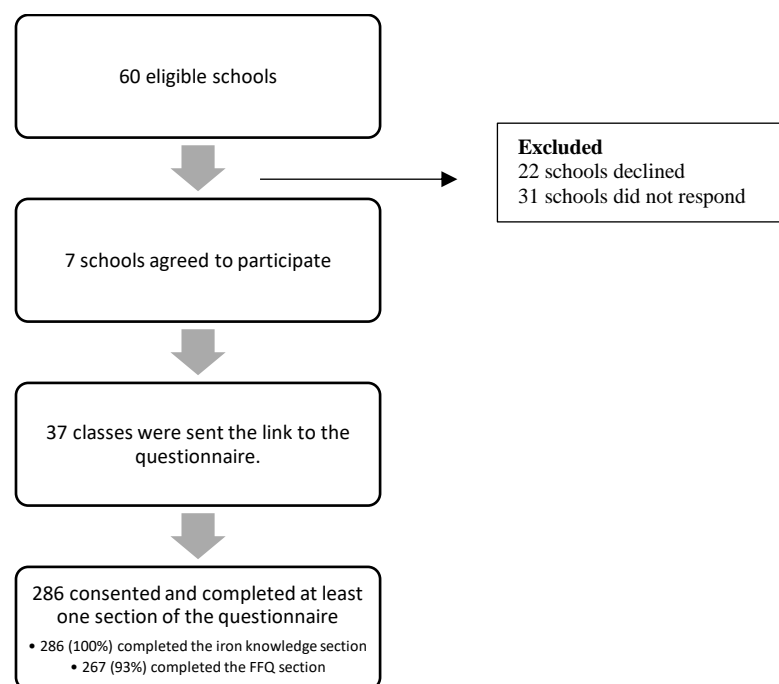 60 eligible schools
Excluded
22 schools declined
31 schools did not respond
7 schools agreed to participate
37 classes were sent the link to the
questionnaire.
286 consented and completed at least
one section of the questionnaire
• 286 (100%) completed the iron knowledge section
• 267 (93%) completed the FFQ section